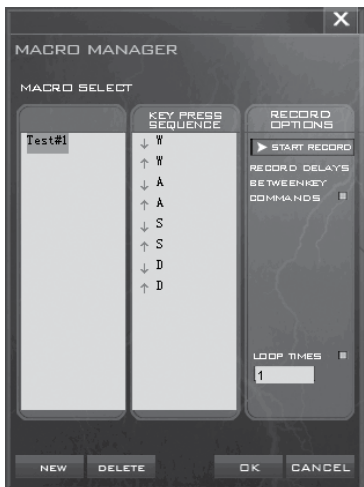 X
MACRO MANAGER
MACRO SELECT
KEY PRESS
SEQUENCE
RECORD
OPTIONS
Test#1
↓ W
↑ W
↓ A
↑ A
↓ S
↑ S
↓ D
↑ D
START RECORD
RECORD DELAYS
BETWEENKEY
COMMANDS
LOOP TIMES
1
NEW DELETE OK CANCEL